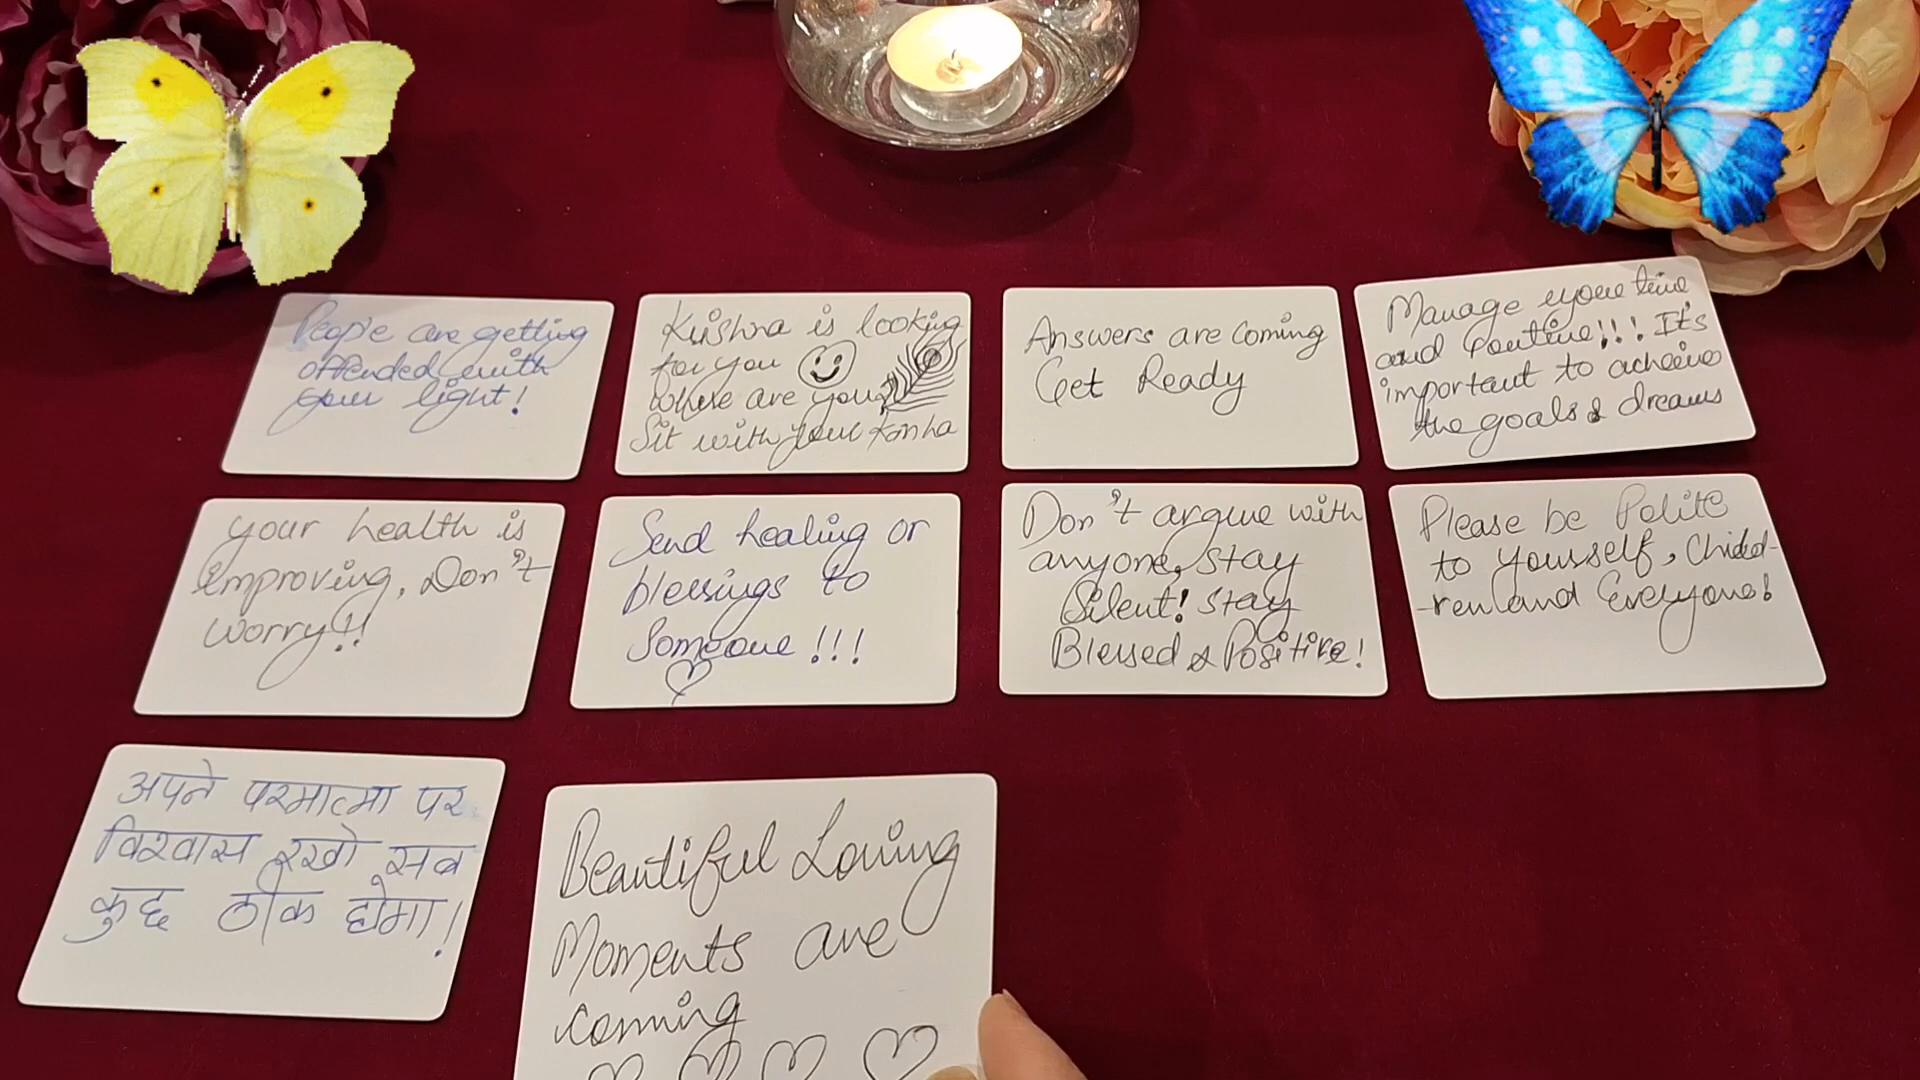 People are getting
offended with
your light!
Krishna is looking
for you
where are you
Sit with your Kanha
Answers are coming
Get Ready
Manage your time
and routine!!! It's
important to acheive
the goals & dreams
your health is
improving, Don't
worry!!
Send healing or
blessings to
Someone !!!
Don't argue with
anyone, stay
Silent! stay
Blessed & Positive!
Please be Polite
to yourself, Child-
-ren and Everyone!
अपने परमात्मा पर
विश्वास रखो सब
कुछ ठीक होगा!
Beautiful Loving
Moments are
coming